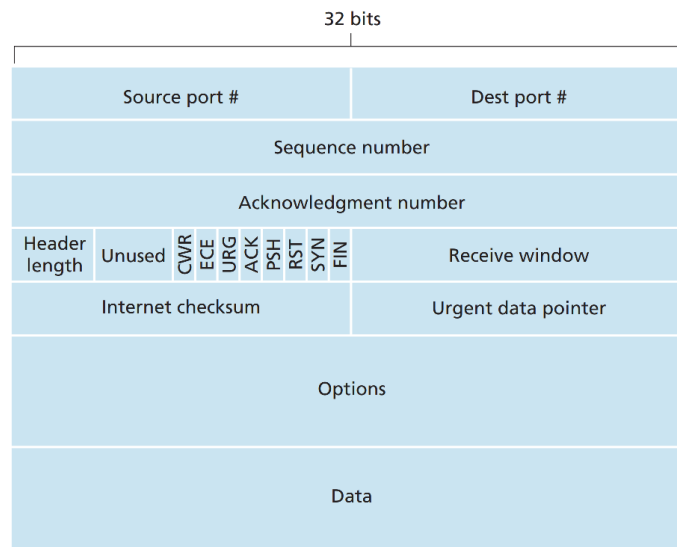 32 bits
Source port #
Dest port #
Sequence number
Acknowledgment number
Header
length
Unused
CWR
ECE
URG
ACK
PSH
RST
SYN
FIN
Receive window
Internet checksum
Urgent data pointer
Options
Data